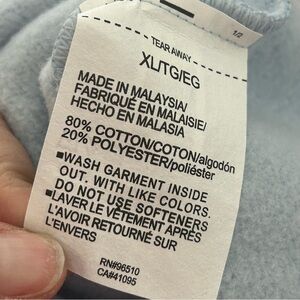 1/2
TEAR AWAY
XL/TG/EG
MADE IN MALAYSIA/
FABRIQUÉ EN MALAISIE/
HECHO EN MALASIA
80% COTTON/COTON/algodón
20% POLYESTER/poliéster
▪WASH GARMENT INSIDE
OUT. WITH LIKE COLORS.
DO NOT USE SOFTENERS
▪LAVER LE VÊTEMENT APRÈS
L'AVOIR RETOURNÉ SUR
L'ENVERS
RN#96510
CA#41095